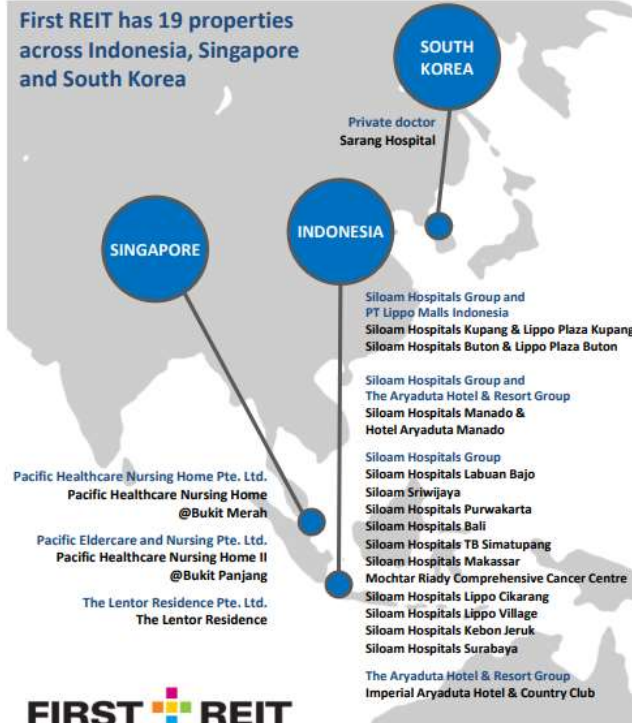 First REIT has 19 properties
across Indonesia, Singapore
and South Korea
SOUTH
KOREA
Private doctor
Sarang Hospital
SINGAPORE
INDONESIA
Siloam Hospitals Group and
PT Lippo Malls Indonesia
Siloam Hospitals Kupang & Lippo Plaza Kupang
Siloam Hospitals Buton & Lippo Plaza Buton
Siloam Hospitals Group and
The Aryaduta Hotel & Resort Group
Siloam Hospitals Manado &
Hotel Aryaduta Manado
Siloam Hospitals Group
Siloam Hospitals Labuan Bajo
Siloam Sriwijaya
Siloam Hospitals Purwakarta
Siloam Hospitals Bali
Siloam Hospitals TB Simatupang
Siloam Hospitals Makassar
Mochtar Riady Comprehensive Cancer Centre
Siloam Hospitals Lippo Cikarang
Siloam Hospitals Lippo Village
Siloam Hospitals Kebon Jeruk
Siloam Hospitals Surabaya
The Aryaduta Hotel & Resort Group
Imperial Aryaduta Hotel & Country Club
Pacific Healthcare Nursing Home Pte. Ltd.
Pacific Healthcare Nursing Home
@Bukit Merah
Pacific Eldercare and Nursing Pte. Ltd.
Pacific Healthcare Nursing Home II
@Bukit Panjang
The Lentor Residence Pte. Ltd.
The Lentor Residence
FIRST REIT